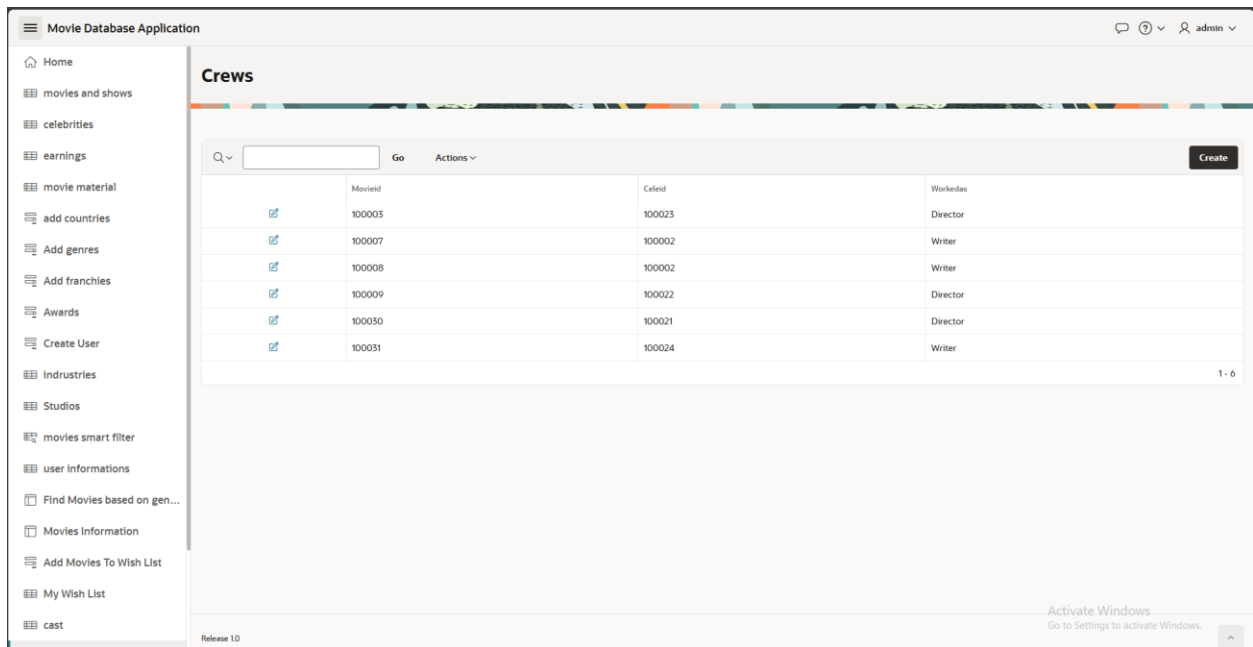 Movie Database Application
admin
Home
movies and shows
celebrities
earnings
movie material
add countries
Add genres
Add franchies
Awards
Create User
indrustries
Studios
movies smart filter
user informations
Find Movies based on gen...
Movies Information
Add Movies To Wish LIst
My Wish List
cast
Crews
Go Actions Create
Movieid Celeid Workedas
100003 100023 Director
100007 100002 Writer
100008 100002 Writer
100009 100022 Director
100030 100021 Director
100031 100024 Writer
1 - 6
Activate Windows
Go to Settings to activate Windows.
Release 1.0